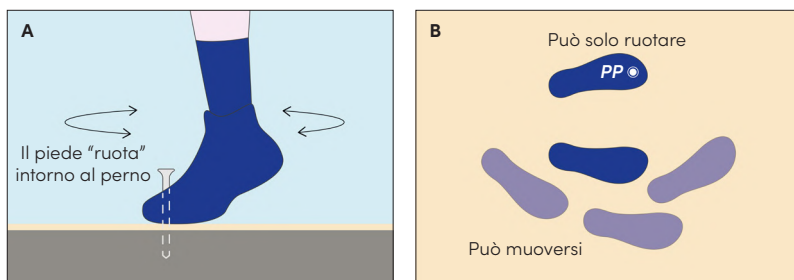 A
Il piede “ruota”
intorno al perno
B
Può solo ruotare
PP
Può muoversi